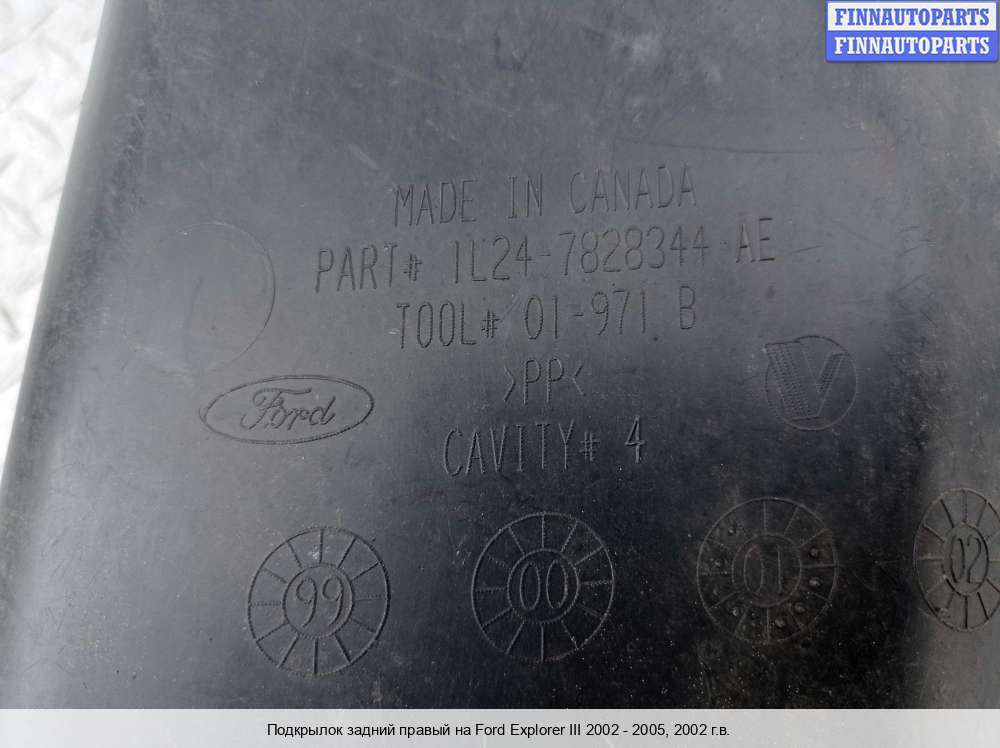 FINNAUTOPARTS
FINNAUTOPARTS
MADE IN CANADA
PART# 1L24-7828344-AE
TOOL# 01-971 B
>PP<
Ford
CAVITY# 4
99 00 01 02
Подкрылок задний правый на Ford Explorer III 2002 - 2005, 2002 г.в.